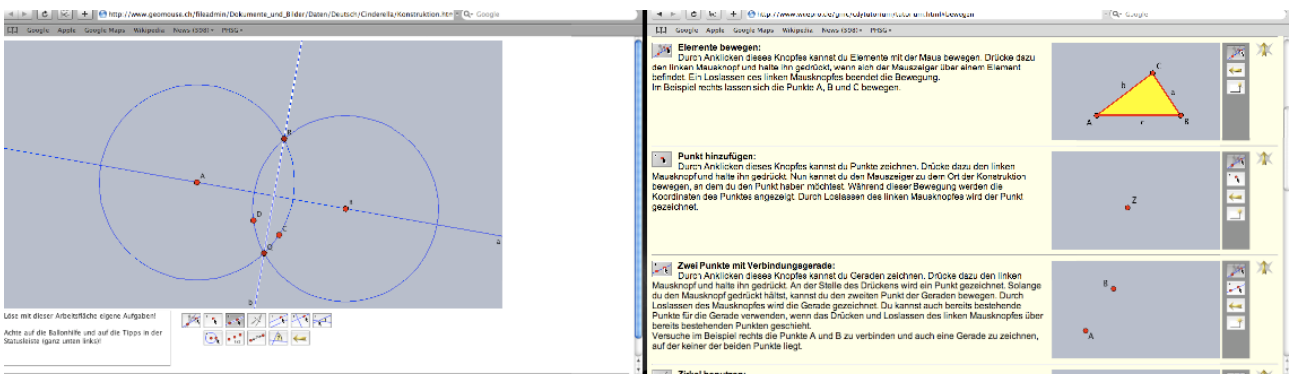 http://www.geomouse.ch/fileadmin/Dokumente_und_Bilder/Daten/Deutsch/Cinderella/Konstruktion.htm
Google
Google Apple Google Maps Wikipedia News (508) PHSG
A
B
D
C
a
Löse mit dieser Arbeitsfläche eigene Aufgaben!
Achte auf die Ballonhilfe und auf die Tipps in der
Statusleiste (ganz unten links)!
Google
Google Apple Google Maps Wikipedia News (508) PHSG
Elemente bewegen:
Durch Anklicken dieses Knopfes kannst du Elemente mit der Maus bewegen. Drücke dazu
den linken Mausknopf und halte ihn gedrückt, wenn sich der Mauszeiger über einem Element
befindet. Ein Loslassen des linken Mausknopfes beendet die Bewegung.
Im Beispiel rechts lassen sich die Punkte A, B und C bewegen.
C
b
a
A
B
Punkt hinzufügen:
Durch Anklicken dieses Knopfes kannst du Punkte zeichnen. Drücke dazu den linken
Mausknopf und halte ihn gedrückt. Nun kannst du den Mauszeiger zu dem Ort der Konstruktion
bewegen, an dem du den Punkt haben möchtest. Während dieser Bewegung werden die
Koordinaten des Punktes angezeigt. Durch Loslassen des linken Mausknopfes wird der Punkt
gezeichnet.
Z
Zwei Punkte mit Verbindungsgerade:
Durch Anklicken dieses Knopfes kannst du Geraden zeichnen. Drücke dazu den linken
Mausknopf und halte ihn gedrückt. An der Stelle des Drückens wird ein Punkt gezeichnet. Solange
du den Mausknopf gedrückt hältst, kannst du den zweiten Punkt der Geraden bewegen. Durch
Loslassen des Mausknopfes wird die Gerade gezeichnet. Du kannst auch bereits bestehende
Punkte für die Gerade verwenden, wenn das Drücken und Loslassen des linken Mausknopfes über
bereits bestehenden Punkten geschieht.
Versuche im Beispiel rechts die Punkte A und B zu verbinden und auch eine Gerade zu zeichnen,
auf der keiner der beiden Punkte liegt.
B
A
Zirkel benutzen: